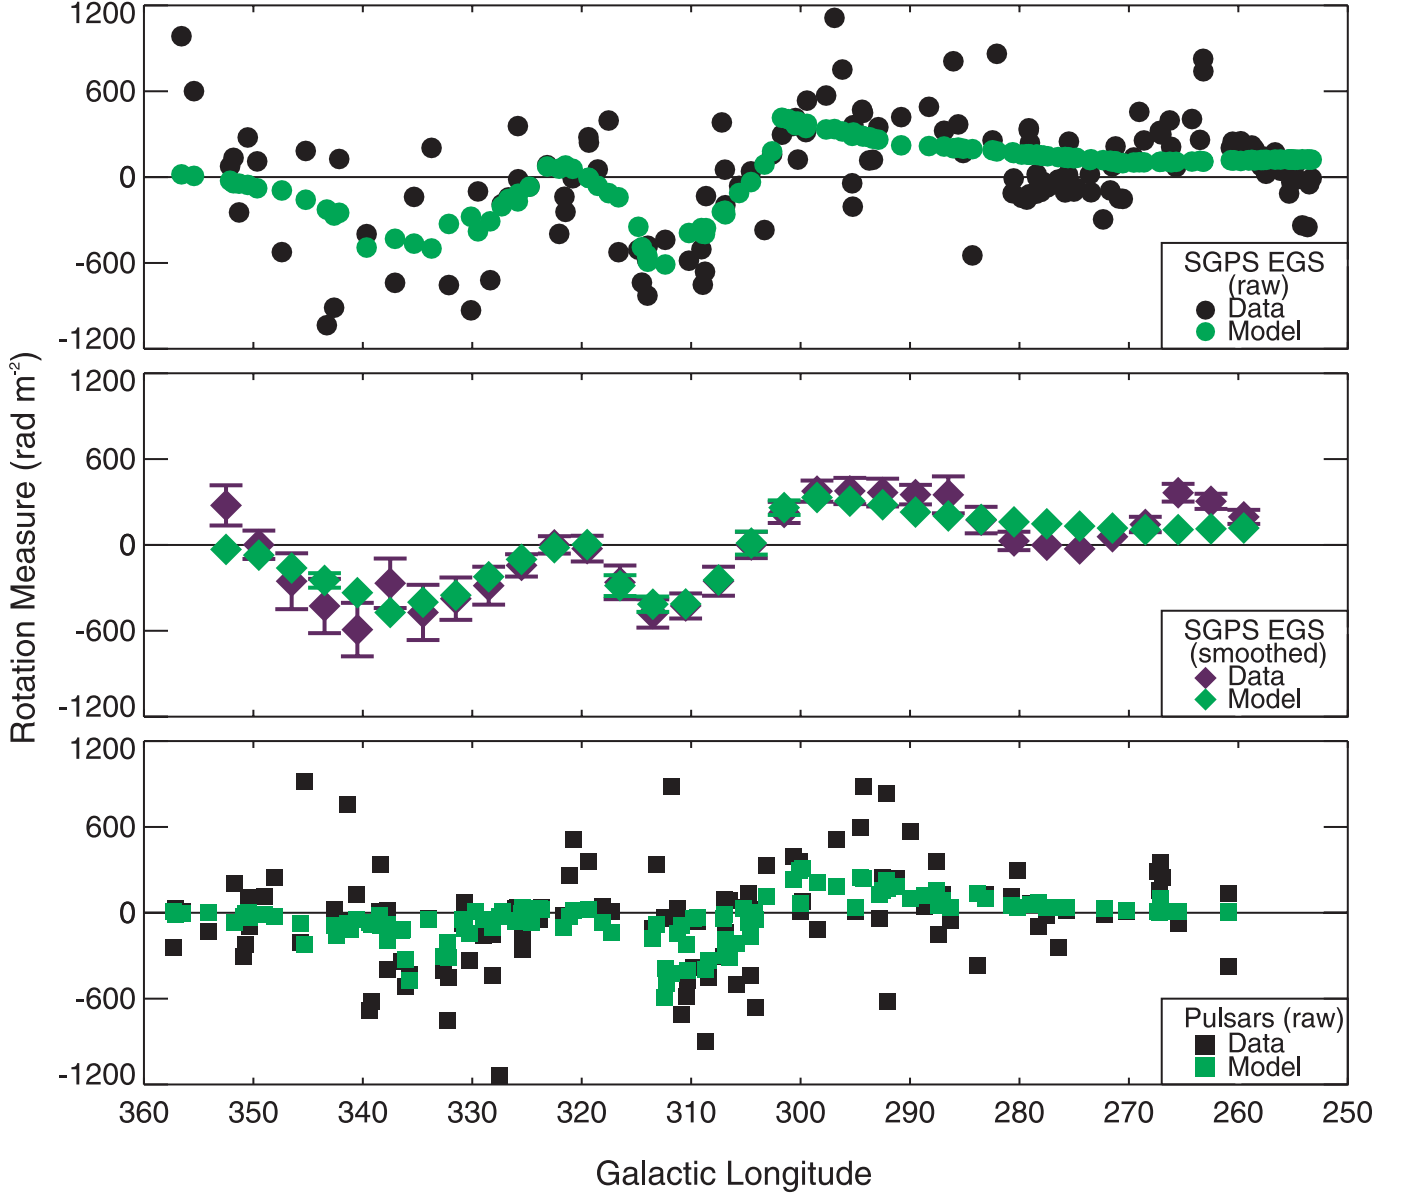 Rotation Measure (rad m-2)
1200
600
0
-600
-1200
SGPS EGS
(raw)
Data
Model
1200
600
0
-600
-1200
SGPS EGS
(smoothed)
Data
Model
1200
600
0
-600
-1200
Pulsars (raw)
Data
Model
360 350 340 330 320 310 300 290 280 270 260 250
Galactic Longitude